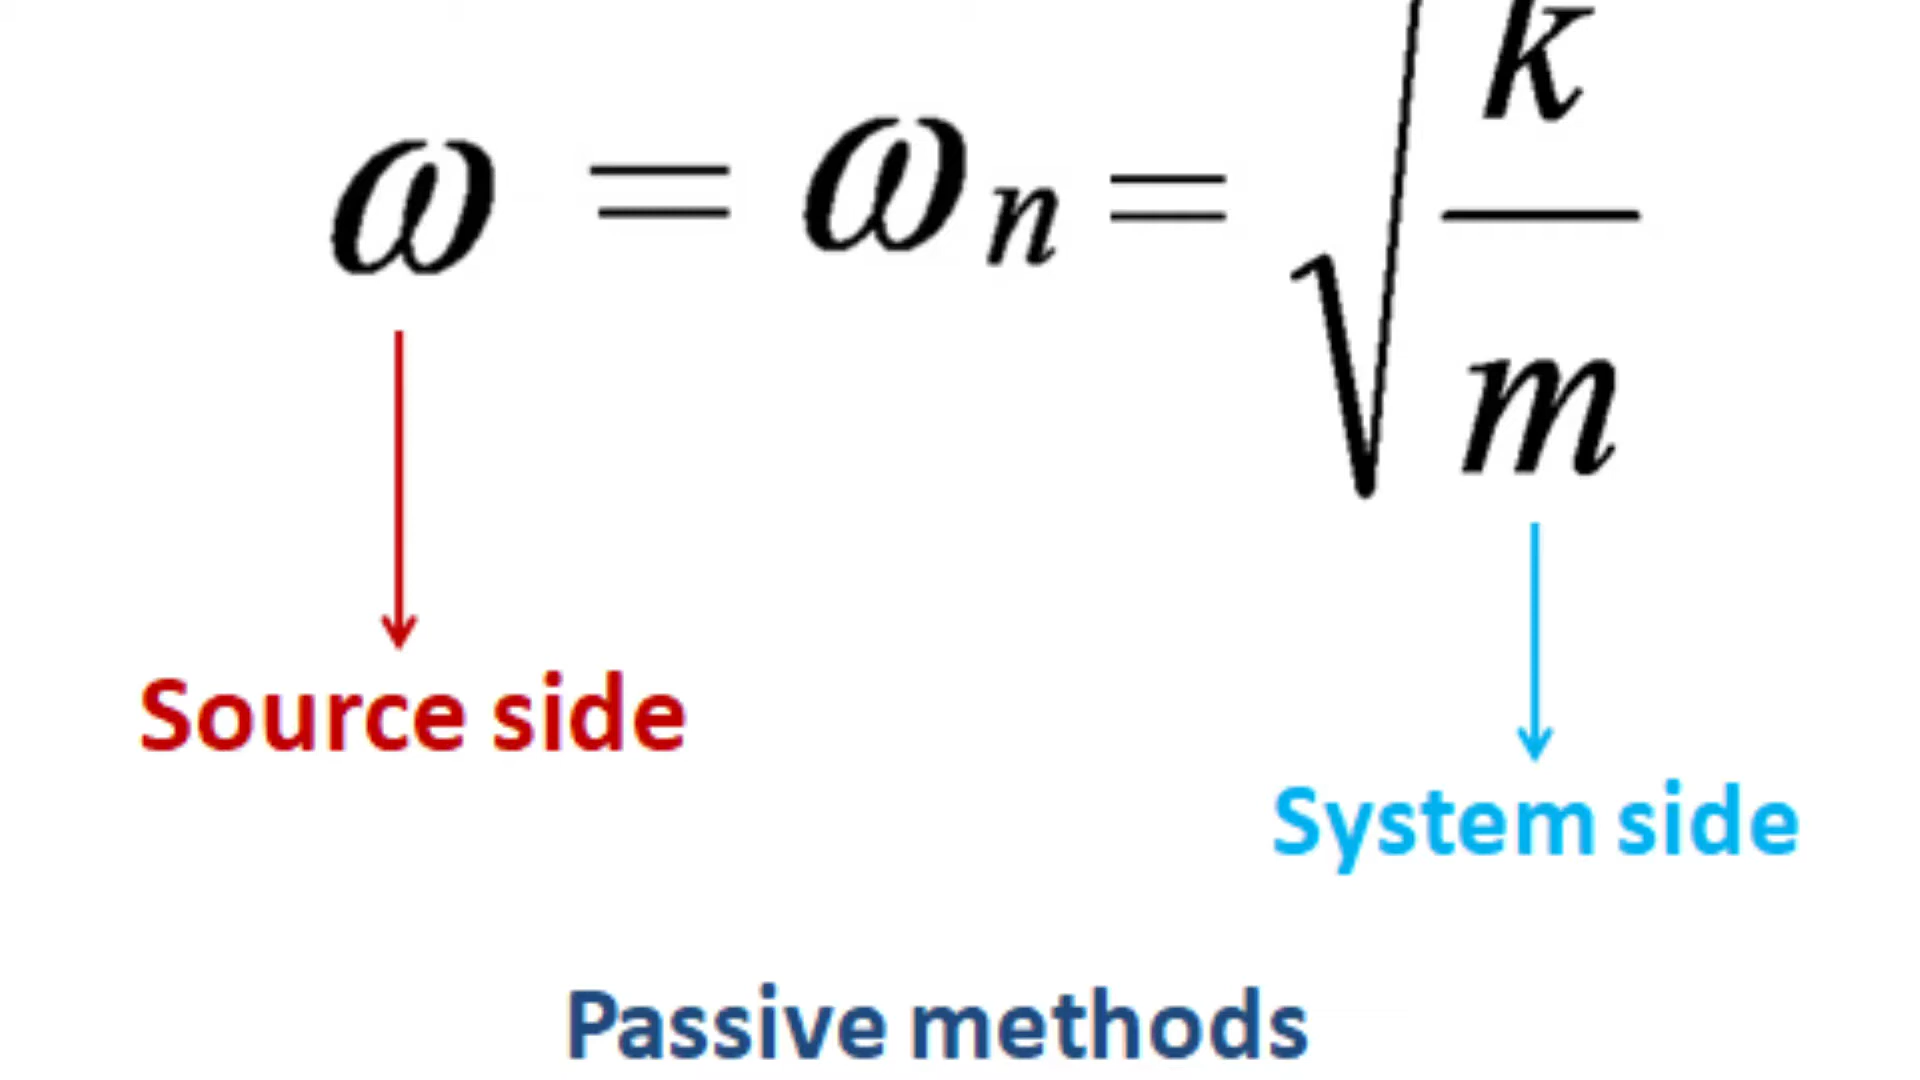 ω = ωn = √k/m
Source side
System side
Passive methods